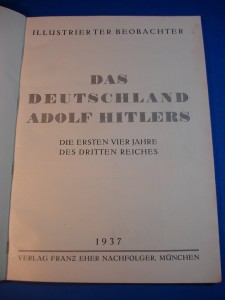 ILLUSTRIERTER BEOBACHTER
DAS
DEUTSCHLAND
ADOLF HITLERS
DIE ERSTEN VIER JAHRE
DES DRITTEN REICHES
1937
VERLAG FRANZ EHER NACHFOLGER, MÜNCHEN